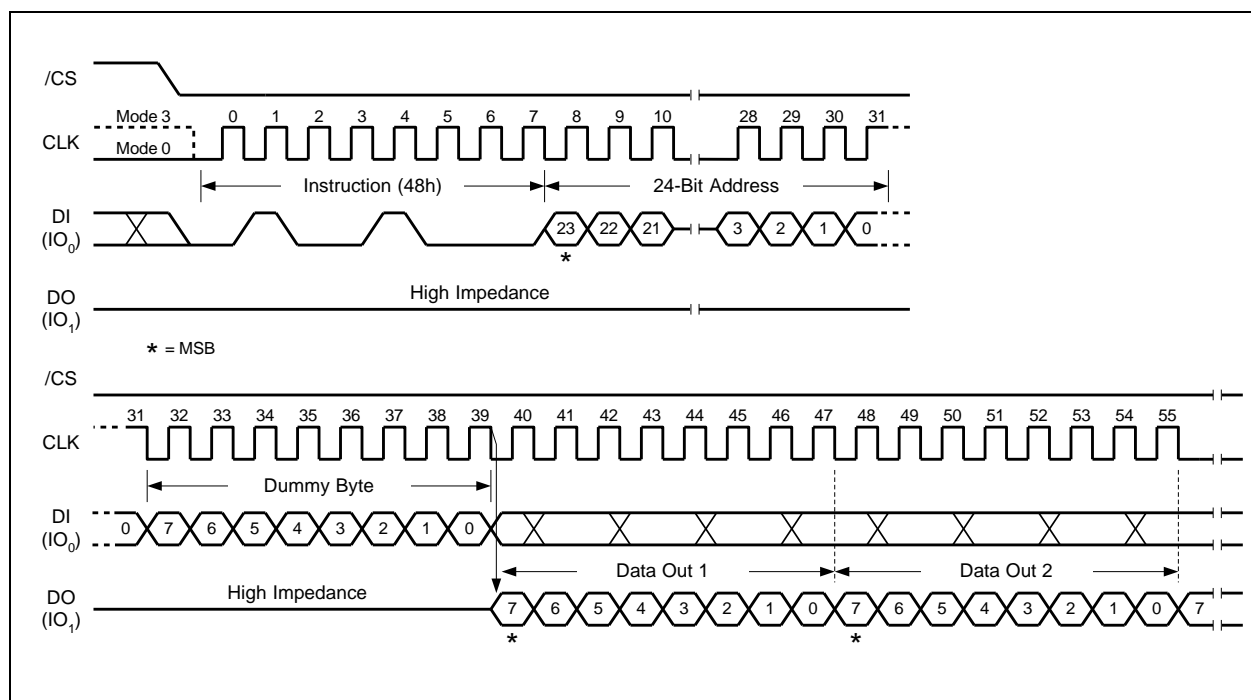 /CS
Mode 3 0 1 2 3 4 5 6 7 8 9 10 28 29 30 31
CLK
Mode 0
Instruction (48h) 24-Bit Address
DI
(IO0) 23 22 21 3 2 1 0
*
High Impedance
DO
(IO1)
* = MSB
/CS
31 32 33 34 35 36 37 38 39 40 41 42 43 44 45 46 47 48 49 50 51 52 53 54 55
CLK
Dummy Byte
DI
(IO0) 0 7 6 5 4 3 2 1 0
Data Out 1 Data Out 2
High Impedance
DO
(IO1) 7 6 5 4 3 2 1 0 7 6 5 4 3 2 1 0 7
* *